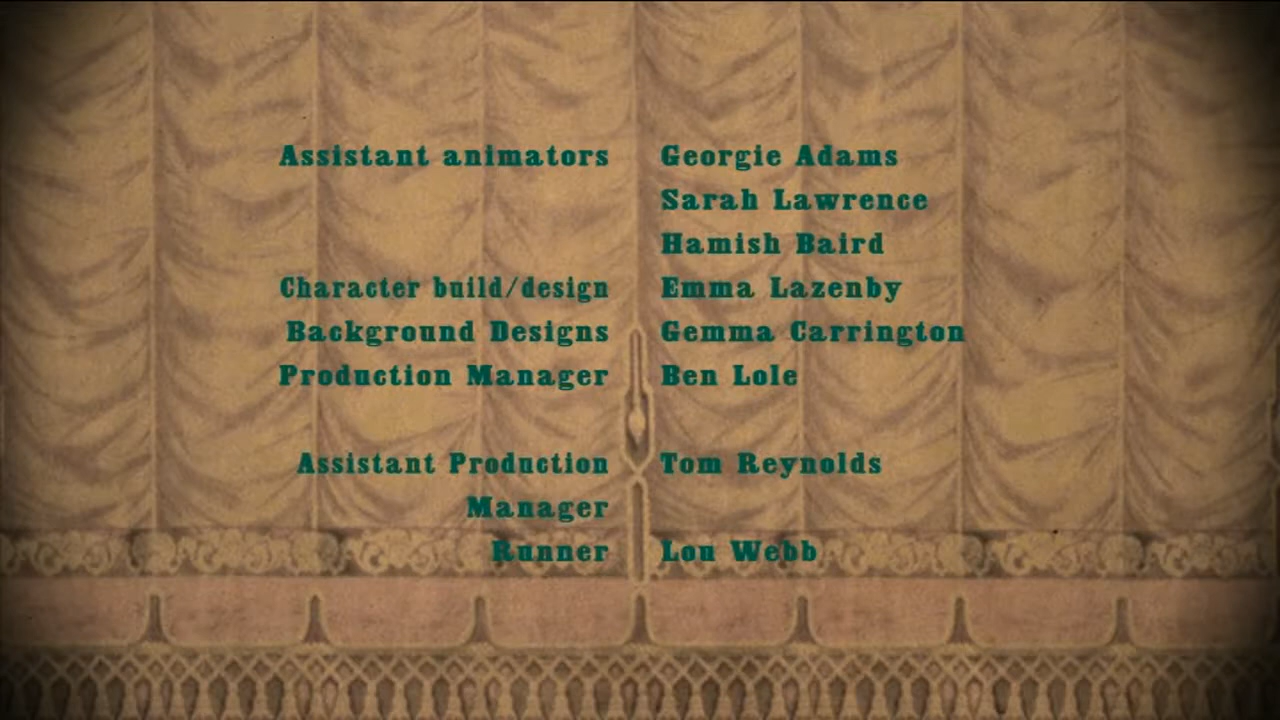 Assistant animators Georgie Adams
Sarah Lawrence
Hamish Baird
Character build/design Emma Lazenby
Background Designs Gemma Carrington
Production Manager Ben Lole
Assistant Production Tom Reynolds
Manager
Runner Lou Webb